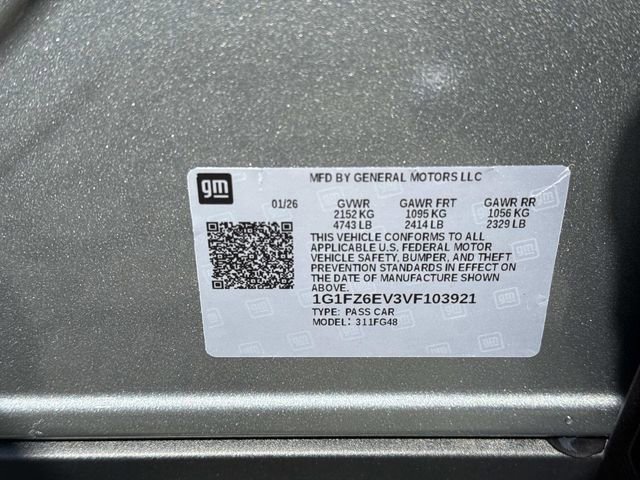 gm
MFD BY GENERAL MOTORS LLC
01/26 GVWR GAWR FRT GAWR RR
2152 KG 1095 KG 1056 KG
4743 LB 2414 LB 2329 LB
THIS VEHICLE CONFORMS TO ALL
APPLICABLE U.S. FEDERAL MOTOR
VEHICLE SAFETY, BUMPER, AND THEFT
PREVENTION STANDARDS IN EFFECT ON
THE DATE OF MANUFACTURE SHOWN
ABOVE.
1G1FZ6EV3VF103921
TYPE: PASS CAR
MODEL: 311FG48